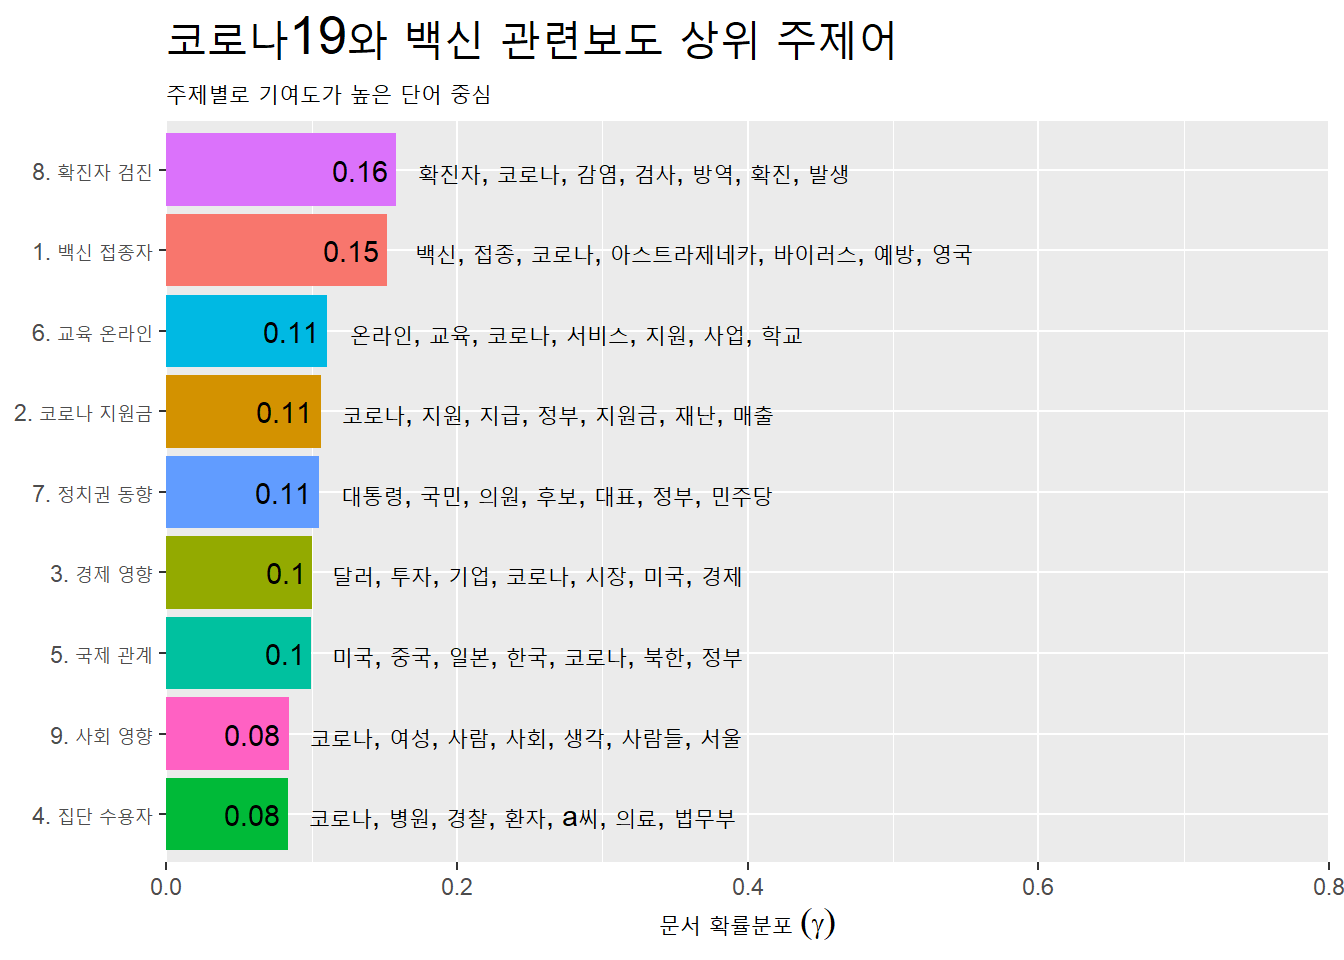 코로나19와 백신 관련보도 상위 주제어
주제별로 기여도가 높은 단어 중심
8. 확진자 검진 0.16 확진자, 코로나, 감염, 검사, 방역, 확진, 발생
1. 백신 접종자 0.15 백신, 접종, 코로나, 아스트라제네카, 바이러스, 예방, 영국
6. 교육 온라인 0.11 온라인, 교육, 코로나, 서비스, 지원, 사업, 학교
2. 코로나 지원금 0.11 코로나, 지원, 지급, 정부, 지원금, 재난, 매출
7. 정치권 동향 0.11 대통령, 국민, 의원, 후보, 대표, 정부, 민주당
3. 경제 영향 0.1 달러, 투자, 기업, 코로나, 시장, 미국, 경제
5. 국제 관계 0.1 미국, 중국, 일본, 한국, 코로나, 북한, 정부
9. 사회 영향 0.08 코로나, 여성, 사람, 사회, 생각, 사람들, 서울
4. 집단 수용자 0.08 코로나, 병원, 경찰, 환자, a씨, 의료, 법무부
0.0 0.2 0.4 0.6 0.8
문서 확률분포 (γ)